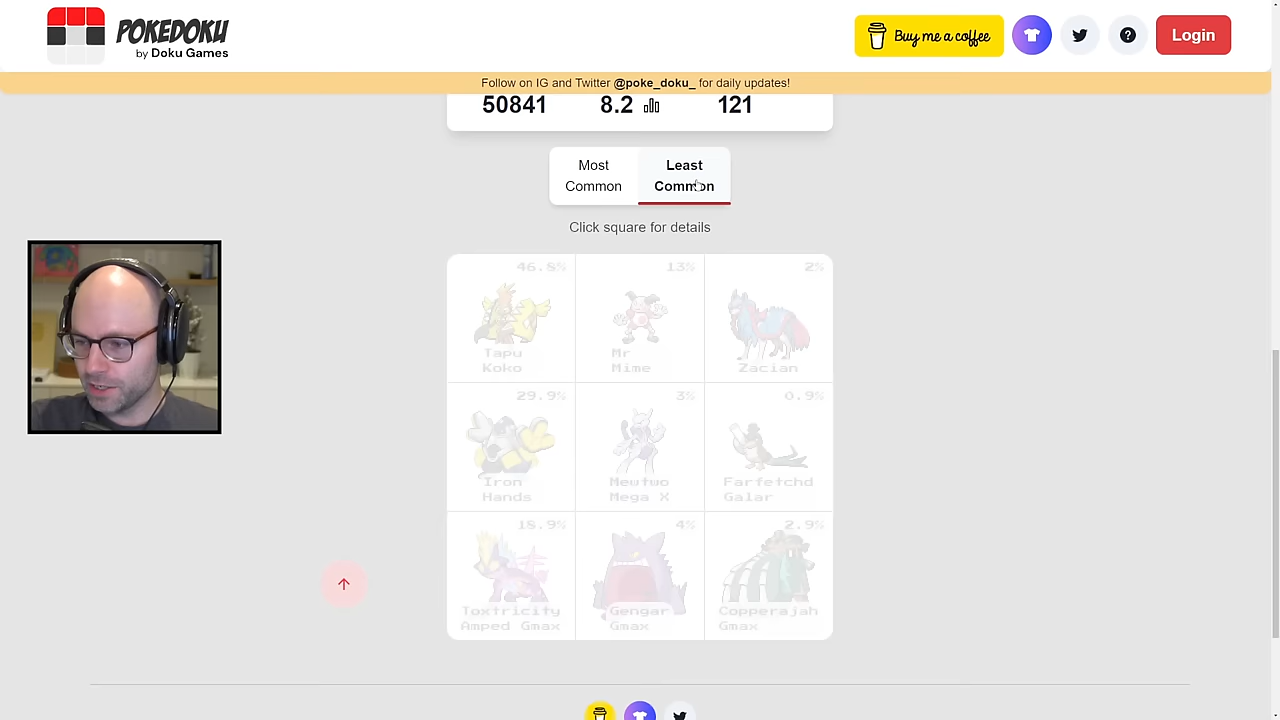 POKEDOKU
by Doku Games
Buy me a coffee
Login
Follow on IG and Twitter @poke_doku_ for daily updates!
50841
8.2
121
Most
Common
Least
Common
Click square for details
46.8%
Tapu
Koko
13%
Mr
Mime
2%
Zacian
29.9%
Iron
Hands
3%
Mewtwo
Mega X
0.9%
Farfetchd
Galar
18.9%
Toxtricity
Amped Gmax
4%
Gengar
Gmax
2.9%
Copperajah
Gmax